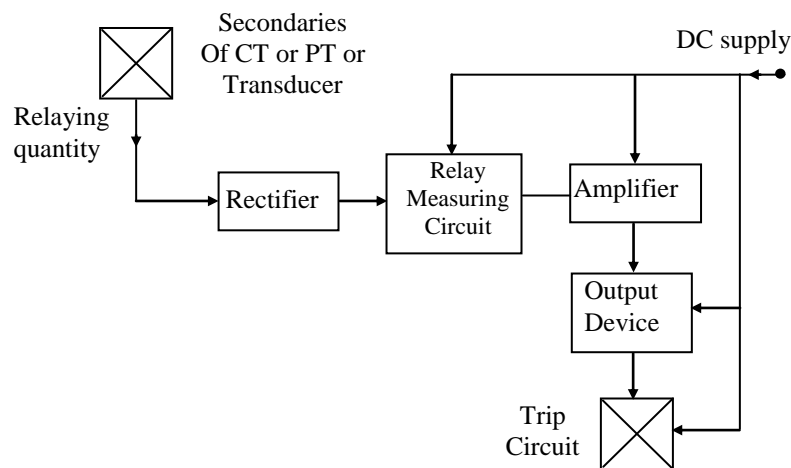 Secondaries
Of CT or PT or
Transducer
DC supply
Relaying
quantity
Rectifier
Relay
Measuring
Circuit
Amplifier
Output
Device
Trip
Circuit